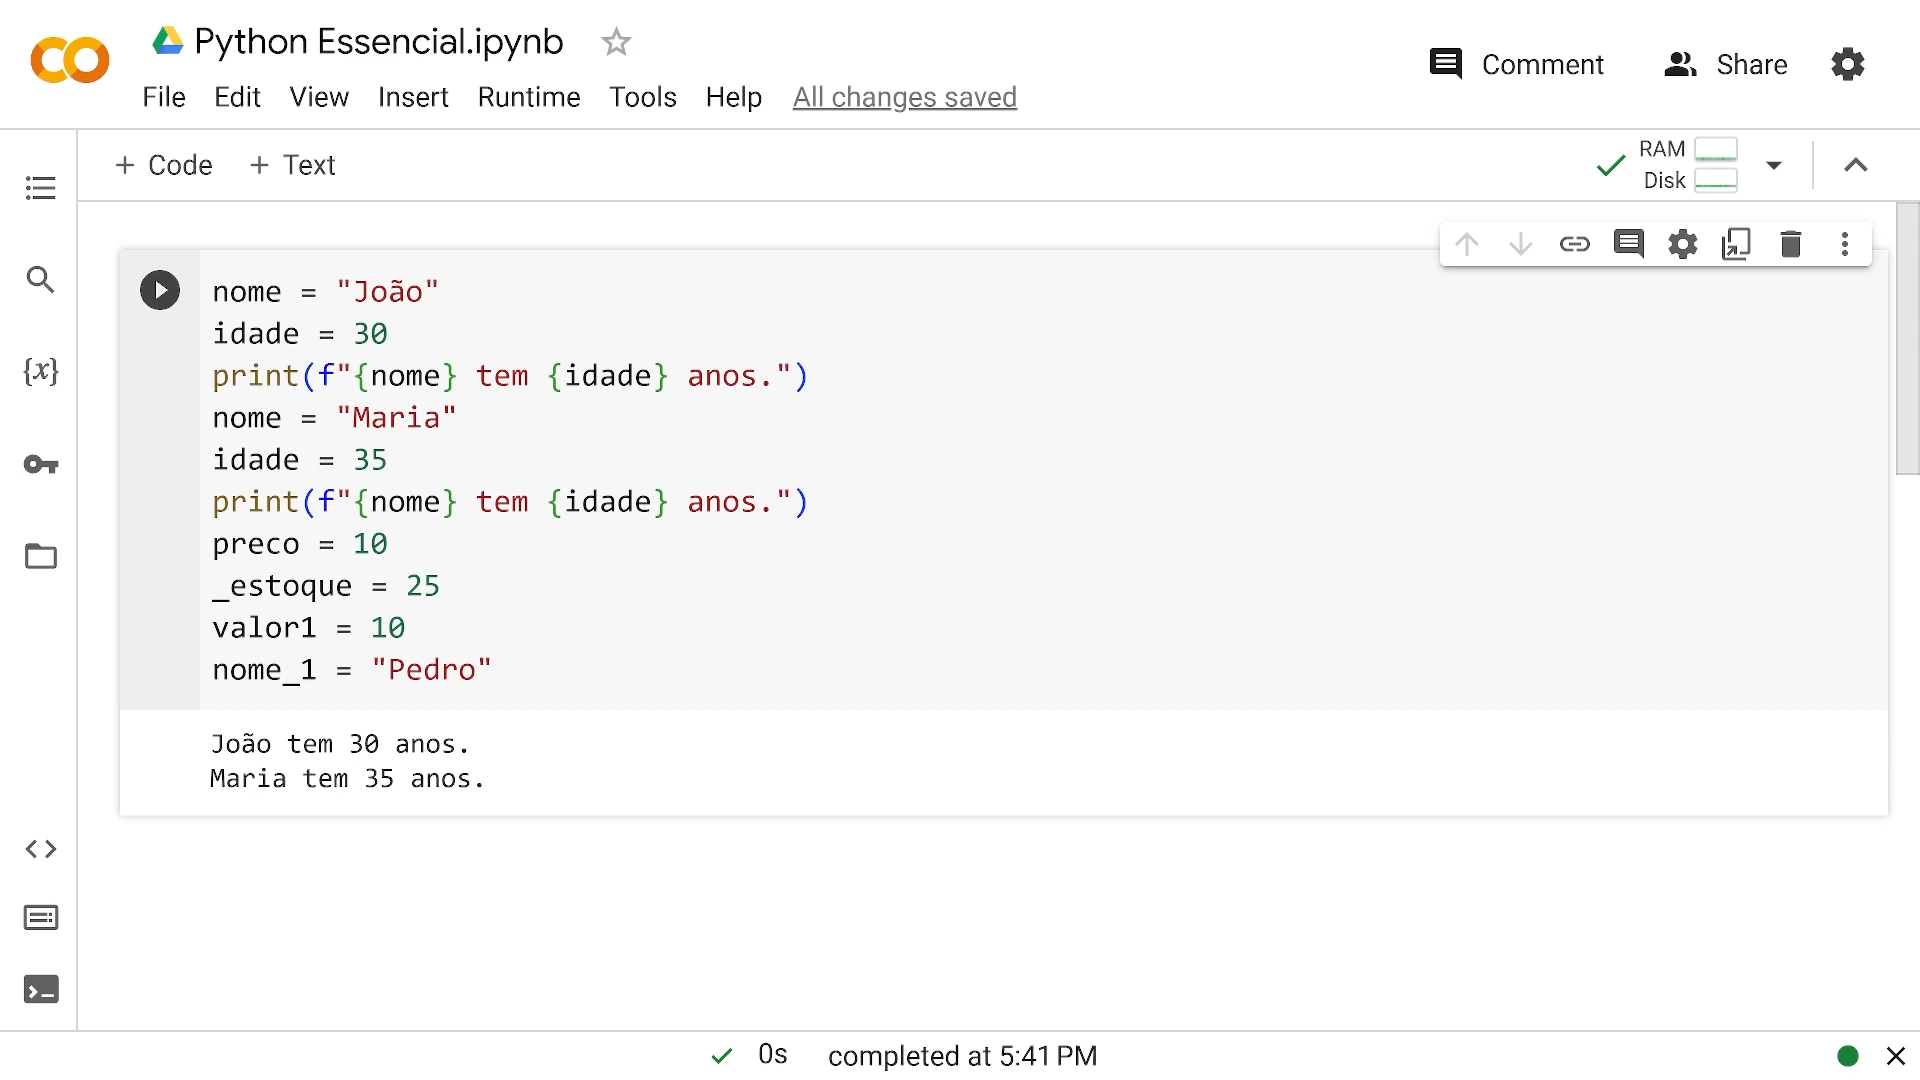 Python Essencial.ipynb
Comment
Share
File Edit View Insert Runtime Tools Help All changes saved
+ Code + Text
RAM
Disk
{x}
nome = "João"
idade = 30
print(f"{nome} tem {idade} anos.")
nome = "Maria"
idade = 35
print(f"{nome} tem {idade} anos.")
preco = 10
_estoque = 25
valor1 = 10
nome_1 = "Pedro"
João tem 30 anos.
Maria tem 35 anos.
0s completed at 5:41 PM